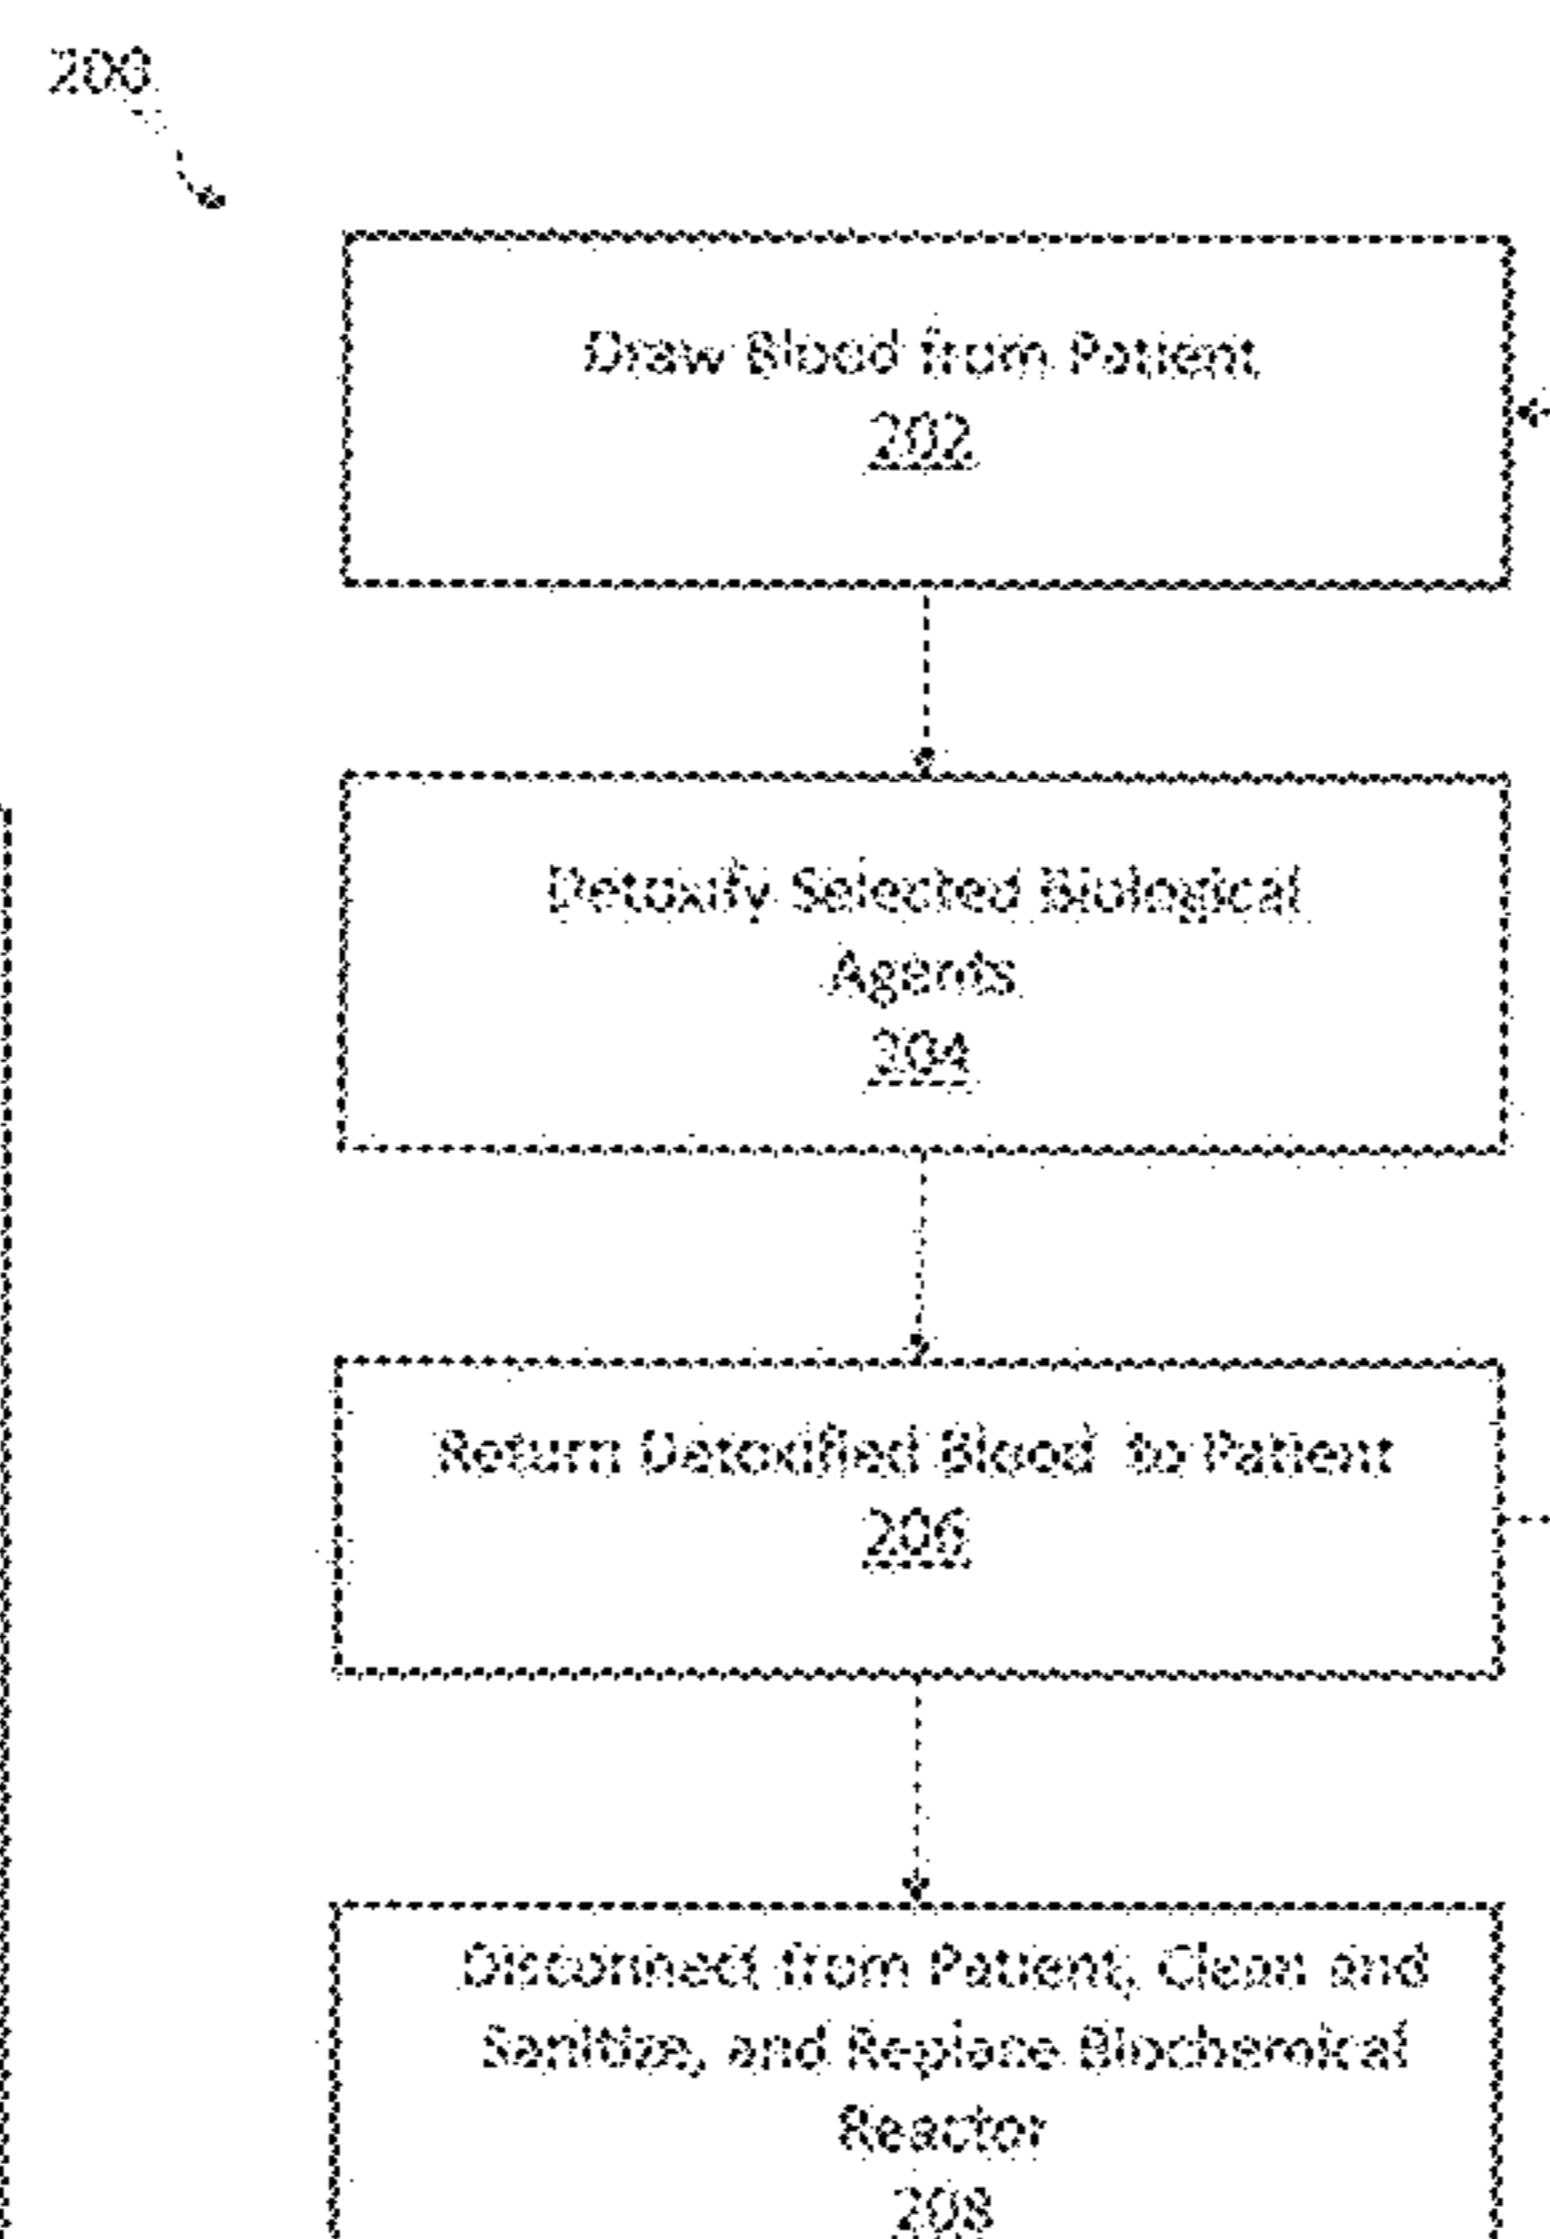 200
Draw Blood from Patient
202
Detoxify Selected Biological
Agents
204
Return Detoxified Blood to Patient
206
Disconnect from Patient, Clean and
Sanitize, and Replace Biochemical
Reactor
208